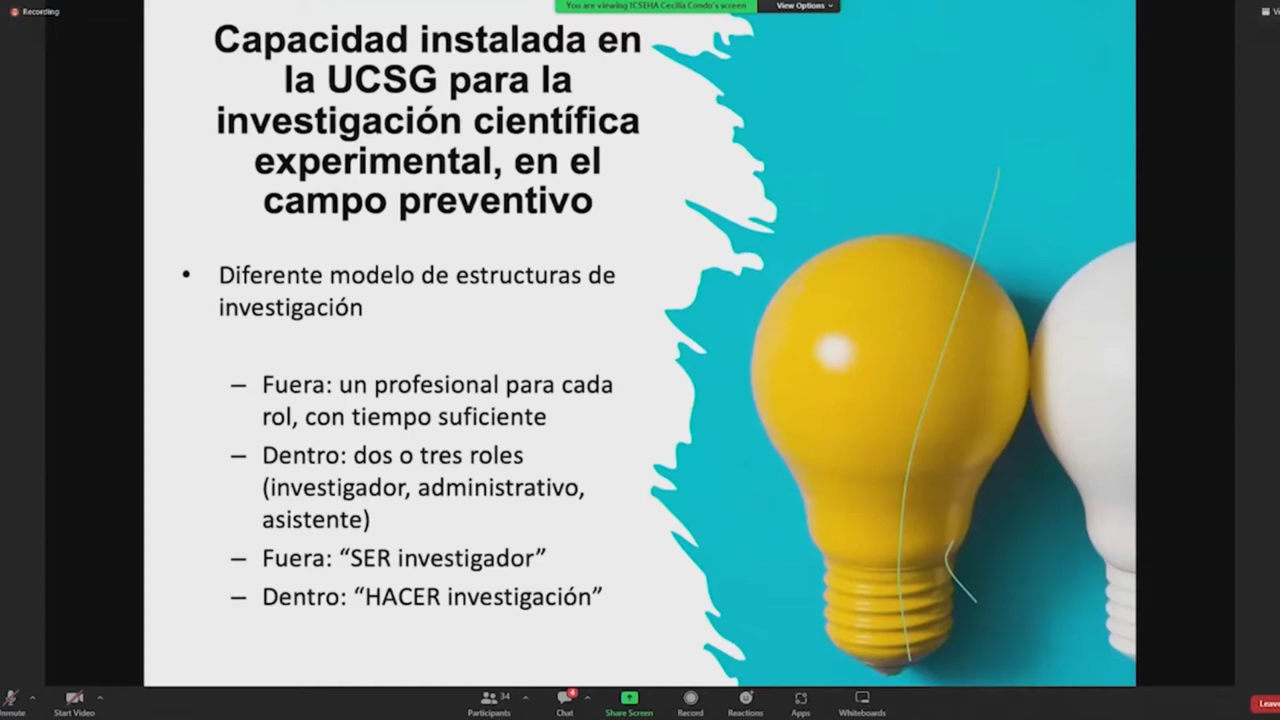 Recording
You are viewing ICSEHA Cecilia Condo's screen
View Options
Capacidad instalada en
la UCSG para la
investigación científica
experimental, en el
campo preventivo
• Diferente modelo de estructuras de
investigación
– Fuera: un profesional para cada
rol, con tiempo suficiente
– Dentro: dos o tres roles
(investigador, administrativo,
asistente)
– Fuera: “SER investigador”
– Dentro: “HACER investigación”
Start Video
34
Participants
4
Chat
Share Screen
Record
Reactions
Apps
Whiteboards